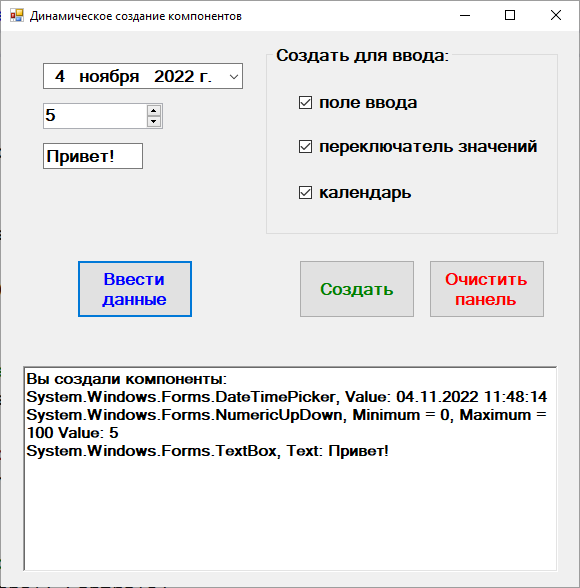 Динамическое создание компонентов
4 ноября 2022 г.
5
Привет!
Создать для ввода:
поле ввода
переключатель значений
календарь
Ввести
данные
Создать
Очистить
панель
Вы создали компоненты:
System.Windows.Forms.DateTimePicker, Value: 04.11.2022 11:48:14
System.Windows.Forms.NumericUpDown, Minimum = 0, Maximum =
100 Value: 5
System.Windows.Forms.TextBox, Text: Привет!